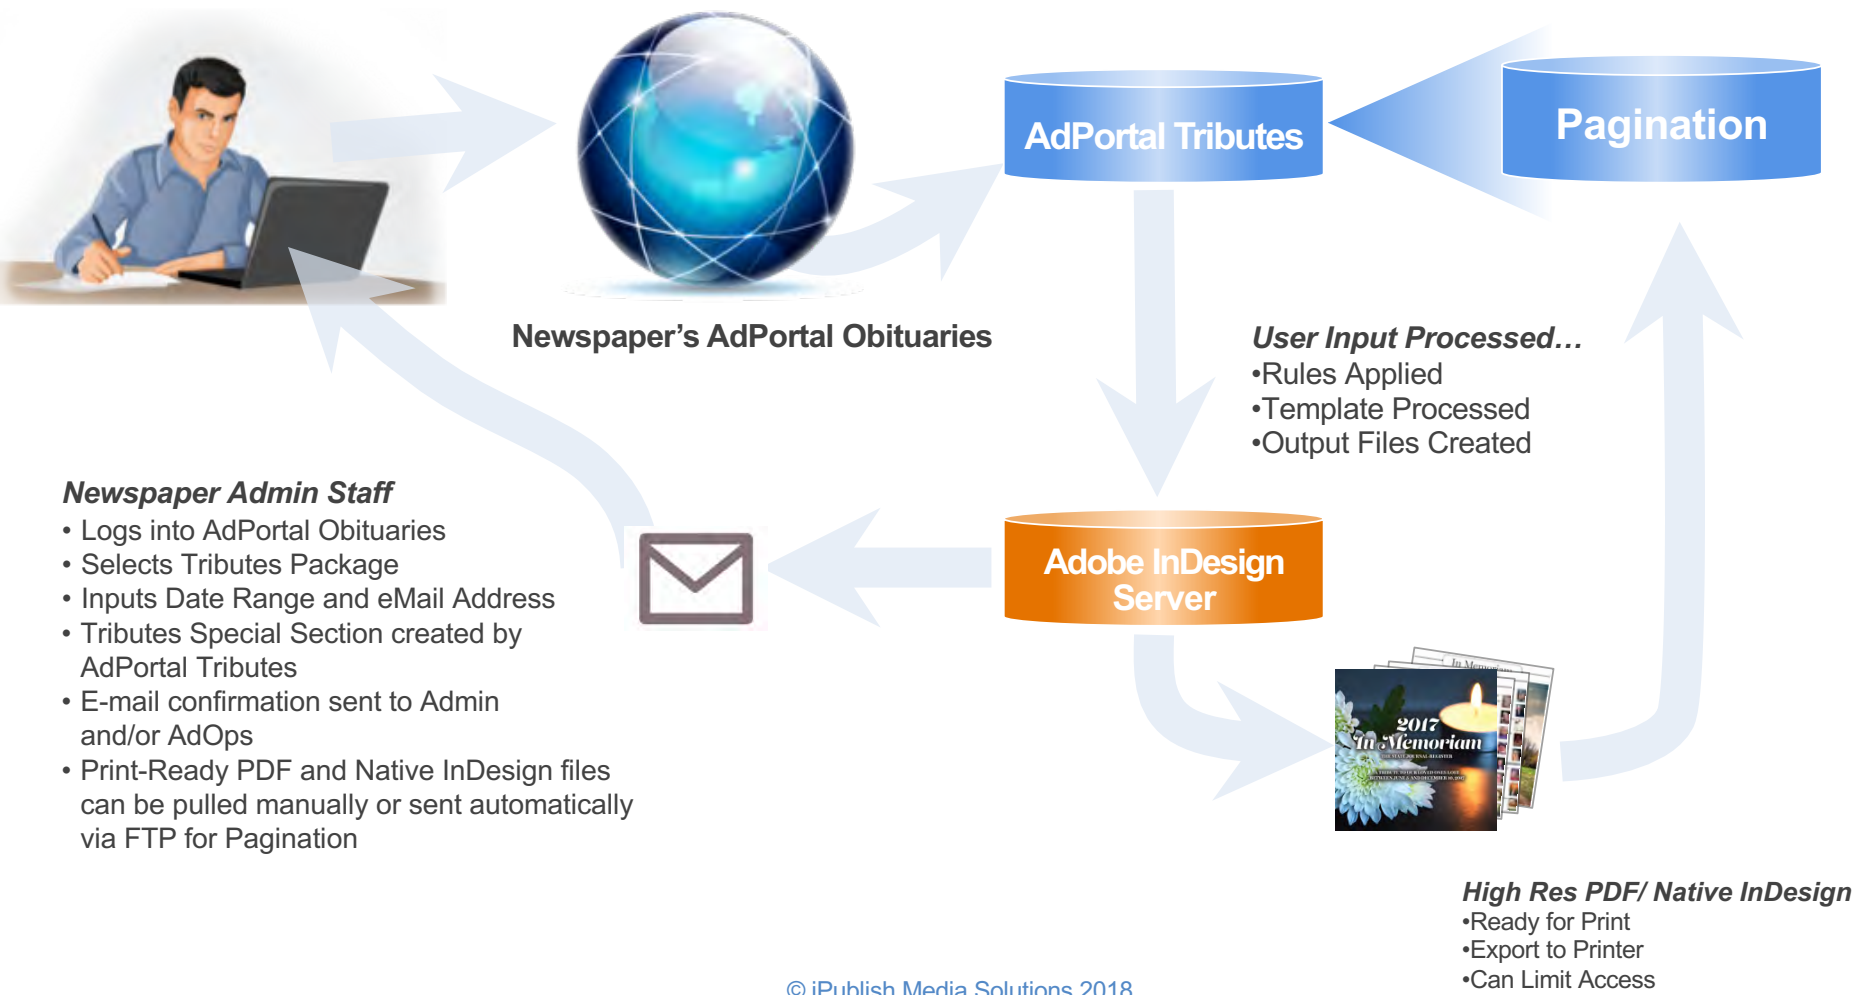 AdPortal Tributes
Pagination
Newspaper’s AdPortal Obituaries
User Input Processed…
•Rules Applied
•Template Processed
•Output Files Created
Newspaper Admin Staff
• Logs into AdPortal Obituaries
• Selects Tributes Package
• Inputs Date Range and eMail Address
• Tributes Special Section created by
AdPortal Tributes
• E-mail confirmation sent to Admin
and/or AdOps
• Print-Ready PDF and Native InDesign files
can be pulled manually or sent automatically
via FTP for Pagination
Adobe InDesign
Server
In Memoriam
2017
In Memoriam
High Res PDF/ Native InDesign
•Ready for Print
•Export to Printer
•Can Limit Access
© iPublish Media Solutions 2018